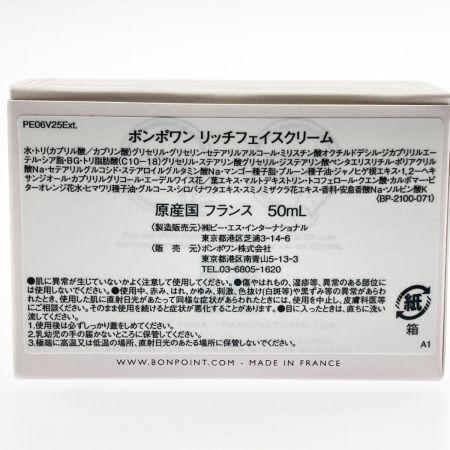 PE06V25Ext.
ボンポワン リッチフェイスクリーム
水・トリ(カプリル酸／カプリン酸)グリセリル・グリセリン・セテアリルアルコール・ミリスチン酸オクチルドデシル・ジカプリリルエー
テル・シア脂・BG・トリ脂肪酸(C10－18)グリセリル・ステアリン酸グリセリル・ジステアリン酸ペンタエリスリチル・ポリアクリル
酸Na・セテアリルグルコシド・ステアロイルグルタミン酸Na・マンゴー種子脂・プルーン種子油・ジャノヒゲ根エキス・1,2－ヘキ
サンジオール・カプリリルグリコール・エーデルワイス花／葉エキス・マルトデキストリン・トコフェロール・クエン酸・カルボマー・ビ
ターオレンジ花水・ヒマワリ種子油・グルコース・シロバナワタエキス・スミノミザクラ花エキス・香料・安息香酸Na・ソルビン酸K
〈BP-2100-071〉
原産国 フランス 50mL
〈製造販売元〉 ㈱ビー・エス・インターナショナル
東京都港区芝浦3-14-6
〈販 売 元〉 ボンポワン株式会社
東京都港区南青山5-13-3
TEL.03-6805-1620
●肌に異常が生じていないかよく注意して使用してください。●傷やはれもの、湿疹等、異常のある部位に
は使用しないでください。●使用中、赤み、はれ、かゆみ、刺激、色抜け(白斑等)や黒ずみ等の異常があらわれた
とき、使用した肌に直射日光があたって同様な症状があらわれたときには、使用を中止し、皮膚科医等
にご相談ください。そのまま使用を続けると症状が悪化することがあります。●目に入ったときは、直ちに洗い
流してください。
1.使用後は必ずしっかり蓋をしめてください。
2.乳幼児の手の届かないところに保管してください。
3.極端に高温又は低温の場所、直射日光のあたる場所に保管しないでください。
紙
箱
A1
WWW.BONPOINT.COM - MADE IN FRANCE